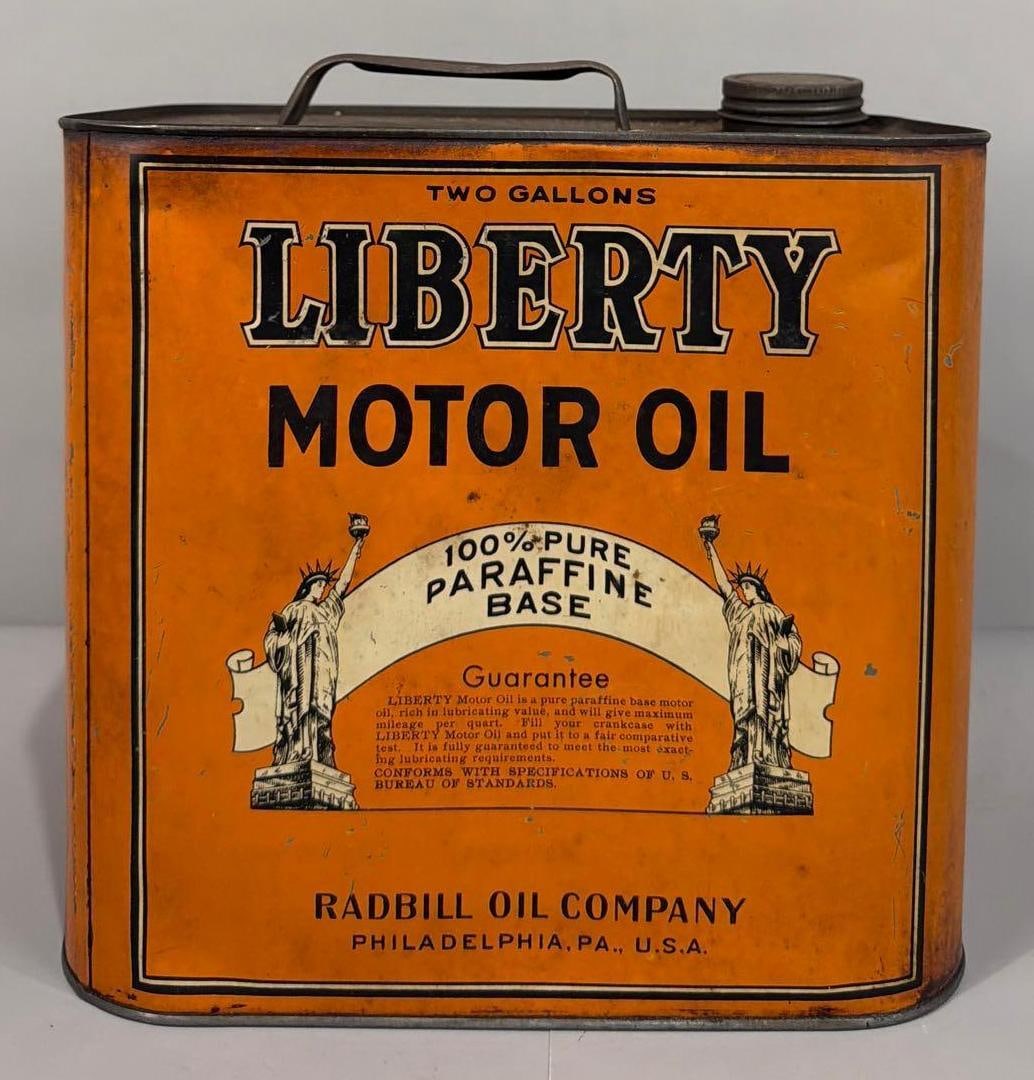 TWO GALLONS
LIBERTY
MOTOR OIL
100% PURE
PARAFFINE
BASE
Guarantee
LIBERTY Motor Oil is a pure paraffine base motor
oil, rich in lubricating value, and will give maximum
mileage per quart. Fill your crankcase with
LIBERTY Motor Oil and put it to a fair comparative
test. It is fully guaranteed to meet the most exact-
ing lubricating requirements.
CONFORMS WITH SPECIFICATIONS OF U. S.
BUREAU OF STANDARDS.
RADBILL OIL COMPANY
PHILADELPHIA, PA., U.S.A.